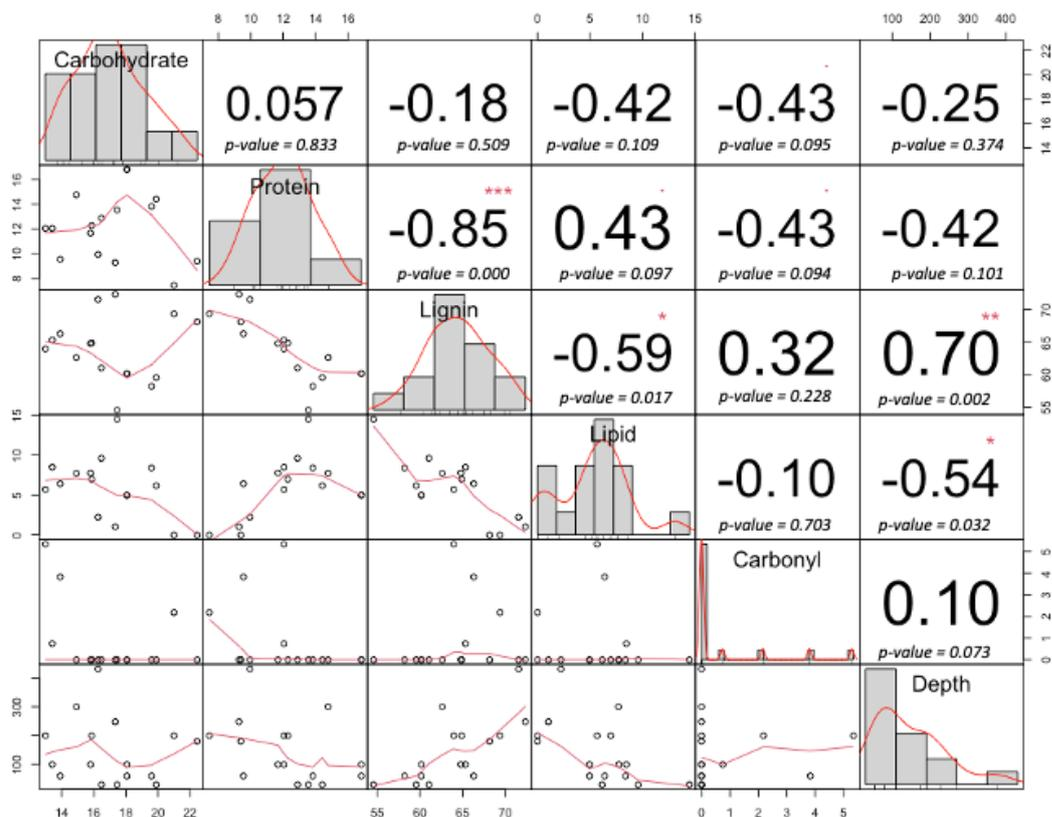 8 10 12 14 16 0 5 10 15 100 200 300 400
Carbohydrate 0.057 -0.18 -0.42 -0.43 -0.25
p-value = 0.833 p-value = 0.509 p-value = 0.109 p-value = 0.095 p-value = 0.374
14 16 18 20 22
Protein *** . .
-0.85 0.43 -0.43 -0.42
p-value = 0.000 p-value = 0.097 p-value = 0.094 p-value = 0.101
8 10 12 14 16
Lignin * **
-0.59 0.32 0.70
p-value = 0.017 p-value = 0.228 p-value = 0.002
55 60 65 70
Lipid *
-0.10 -0.54
p-value = 0.703 p-value = 0.032
0 5 10 15
Carbonyl 0.10
p-value = 0.073
0 1 2 3 4 5
Depth
100 300
14 16 18 20 22 55 60 65 70 0 1 2 3 4 5